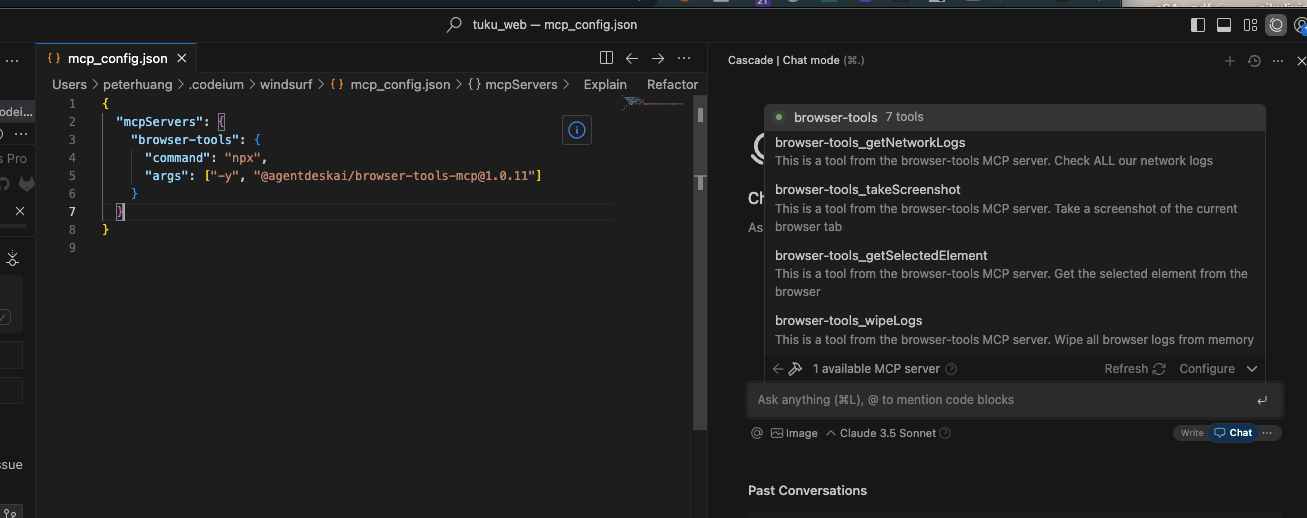 21
tuku_web — mcp_config.json
mcp_config.json
Cascade | Chat mode (⌘.)
Users > peterhuang > .codeium > windsurf > {} mcp_config.json > {} mcpServers > Explain Refactor
1 {
2 "mcpServers": {
3 "browser-tools": {
4 "command": "npx",
5 "args": ["-y", "@agentdeskai/browser-tools-mcp@1.0.11"]
6 }
7 }
8 }
9
odei...
s Pro
ssue
browser-tools 7 tools
browser-tools_getNetworkLogs
This is a tool from the browser-tools MCP server. Check ALL our network logs
browser-tools_takeScreenshot
This is a tool from the browser-tools MCP server. Take a screenshot of the current
browser tab
browser-tools_getSelectedElement
This is a tool from the browser-tools MCP server. Get the selected element from the
browser
browser-tools_wipeLogs
This is a tool from the browser-tools MCP server. Wipe all browser logs from memory
Ch
As
1 available MCP server Refresh Configure
Ask anything (⌘L), @ to mention code blocks
Image Claude 3.5 Sonnet Write Chat
Past Conversations